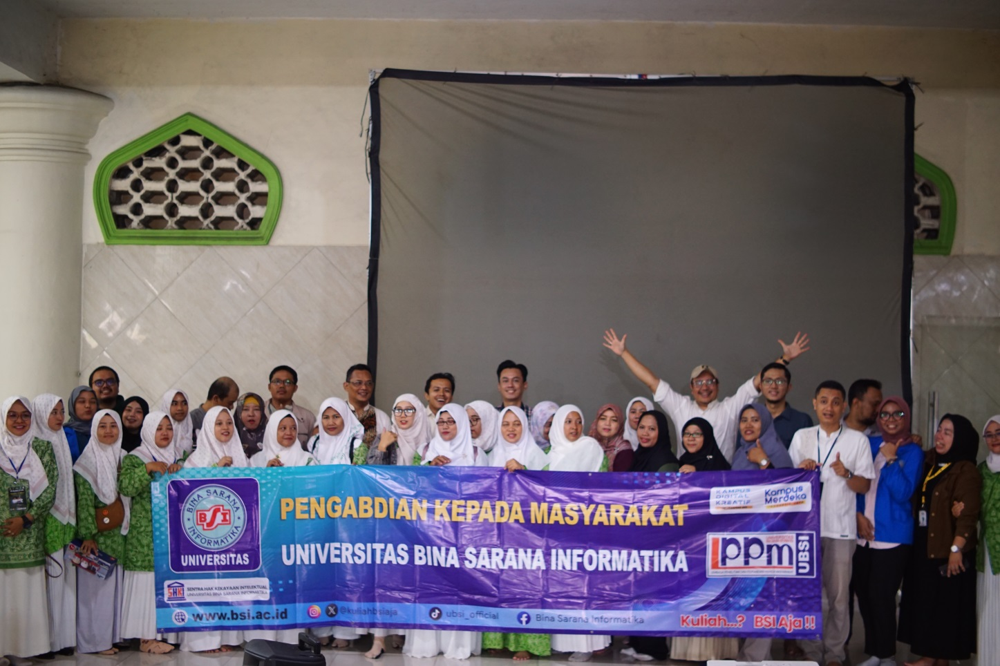 PENGABDIAN KEPADA MASYARAKAT
UNIVERSITAS BINA SARANA INFORMATIKA
BINA SARANA
BSI
INFORMATIKA
UNIVERSITAS
SENTRA HAK KEKAYAAN INTELEKTUAL
UNIVERSITAS BINA SARANA INFORMATIKA
KAMPUS
DIGITAL
KREATIF
Kampus
Merdeka
lppm
UBSI
www.bsi.ac.id
@kuliahbsiaja
ubsi_official
Bina Sarana Informatika
Kuliah...? BSI Aja !!